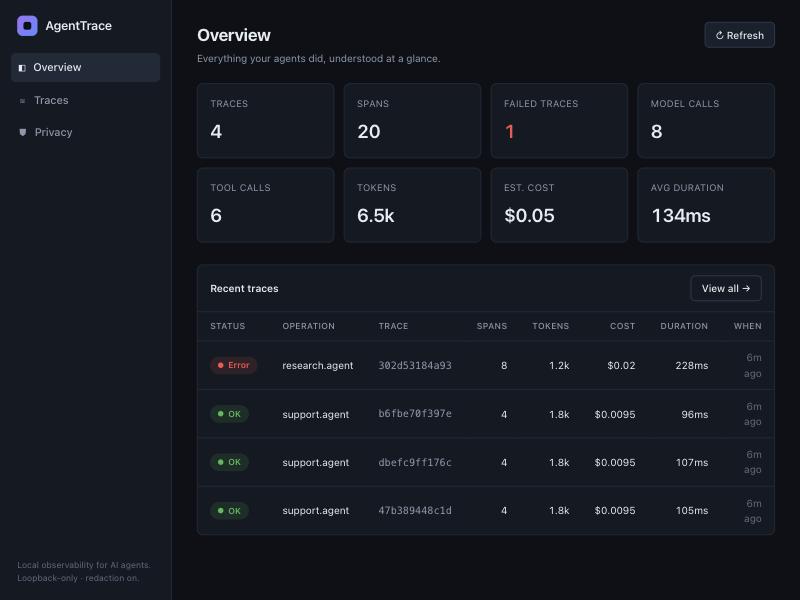 AgentTrace
Overview
Traces
Privacy
Local observability for AI agents.
Loopback-only · redaction on.
Overview
Everything your agents did, understood at a glance.
↻ Refresh
TRACES
4
SPANS
20
FAILED TRACES
1
MODEL CALLS
8
TOOL CALLS
6
TOKENS
6.5k
EST. COST
$0.05
AVG DURATION
134ms
Recent traces
View all →
STATUS OPERATION TRACE SPANS TOKENS COST DURATION WHEN
Error research.agent 302d53184a93 8 1.2k $0.02 228ms 6m ago
OK support.agent b6fbe70f397e 4 1.8k $0.0095 96ms 6m ago
OK support.agent dbefc9ff176c 4 1.8k $0.0095 107ms 6m ago
OK support.agent 47b389448c1d 4 1.8k $0.0095 105ms 6m ago